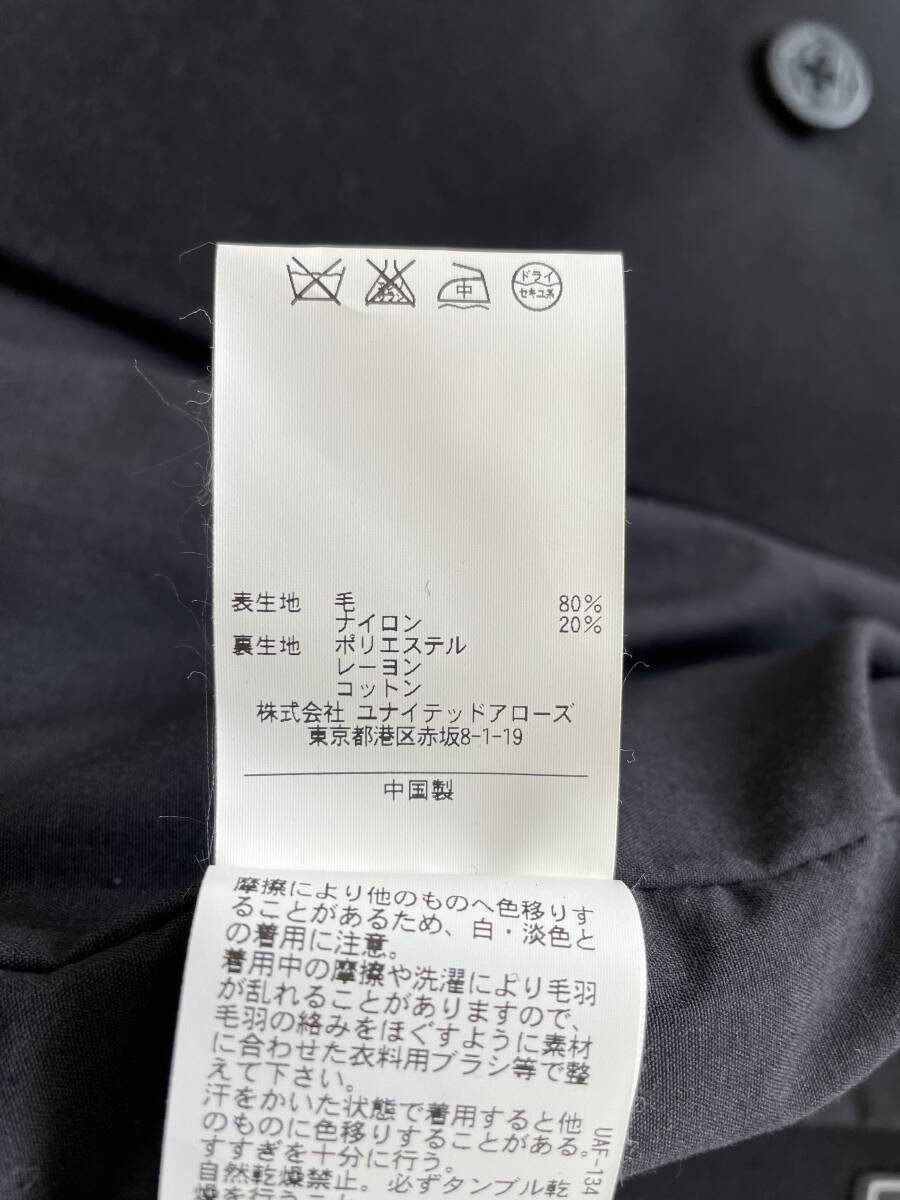 中
ドライ
セキユ系
表生地 毛 80%
ナイロン 20%
裏生地 ポリエステル
レーヨン
コットン
株式会社 ユナイテッドアローズ
東京都港区赤坂8-1-19
中国製
摩擦により他のものへ色移りす
ることがあるため、白・淡色と
の着用に注意。
着用中の摩擦や洗濯により毛羽
が乱れることがありますので、
毛羽の絡みをほぐすように素材
に合わせた衣料用ブラシ等で整
えて下さい。
汗をかいた状態で着用すると他
のものに色移りすることがある。
すすぎを十分に行う。
自然乾燥禁止。必ずタンブル乾
燥を行うこと
UAF-134